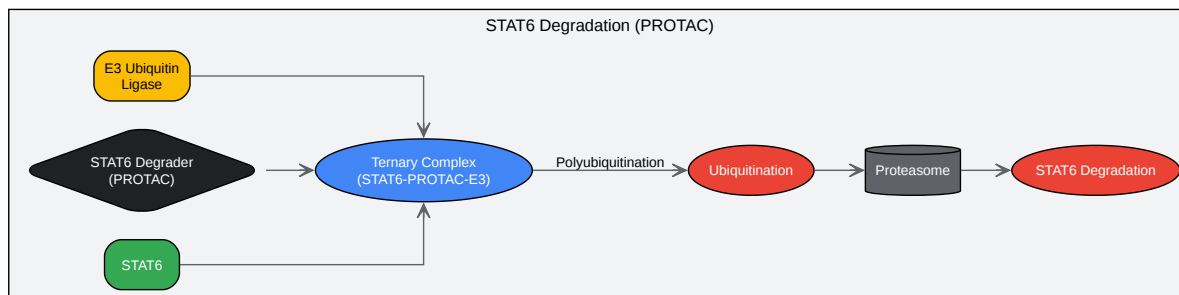 STAT6 Degradation (PROTAC)
E3 Ubiquitin
Ligase
STAT6 Degrader
(PROTAC)
Ternary Complex
(STAT6-PROTAC-E3)
Polyubiquitination
Ubiquitination
Proteasome
STAT6 Degradation
STAT6